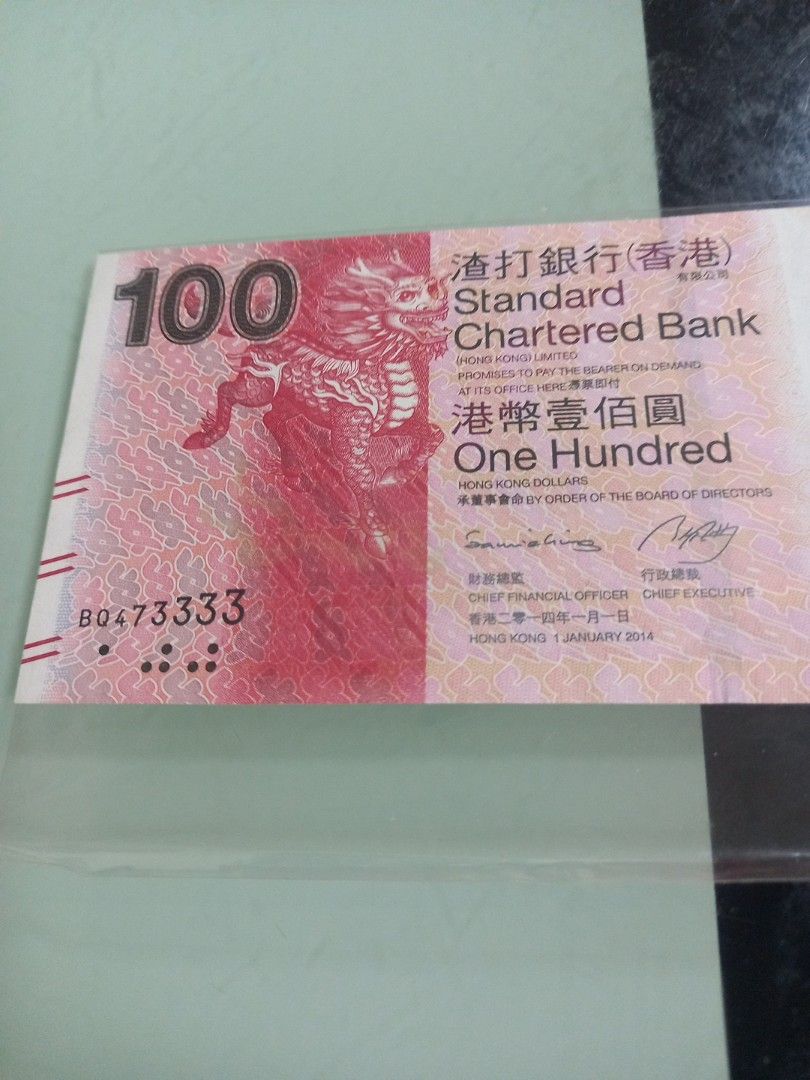 100
渣打銀行(香港)
有限公司
Standard
Chartered Bank
(HONG KONG) LIMITED
PROMISES TO PAY THE BEARER ON DEMAND
AT ITS OFFICE HERE 憑票即付
港幣壹佰圓
One Hundred
HONG KONG DOLLARS
承董事會命 BY ORDER OF THE BOARD OF DIRECTORS
財務總監 行政總裁
CHIEF FINANCIAL OFFICER CHIEF EXECUTIVE
香港二零一四年一月一日
HONG KONG 1 JANUARY 2014
BQ473333